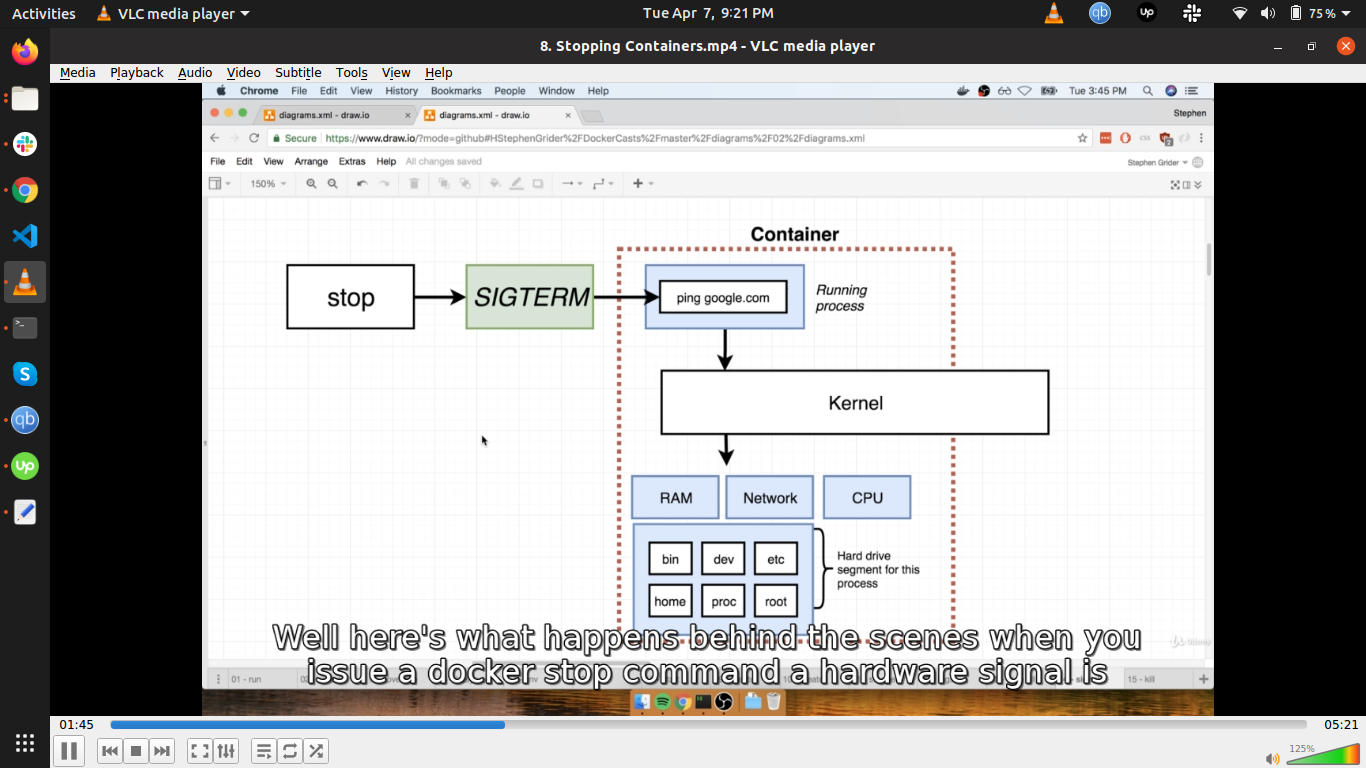 Activities
VLC media player
Tue Apr 7, 9:21 PM
qb
up
75%
8. Stopping Containers.mp4 - VLC media player
Media Playback Audio Video Subtitle Tools View Help
Chrome File Edit View History Bookmarks People Window Help
Tue 3:45 PM
diagrams.xml - draw.io
diagrams.xml - draw.io
Stephen
Secure https://www.draw.io/?mode=github#HStephenGrider%2FDockerCasts%2Fmaster%2Fdiagrams%2F02%2Fdiagrams.xml
File Edit View Arrange Extras Help All changes saved
Stephen Grider
150%
Container
stop
SIGTERM
ping google.com
Running
process
Kernel
RAM
Network
CPU
bin
dev
etc
home
proc
root
Hard drive
segment for this
process
Well here's what happens behind the scenes when you
issue a docker stop command a hardware signal is
01 - run
15 - kill
01:45
05:21
125%